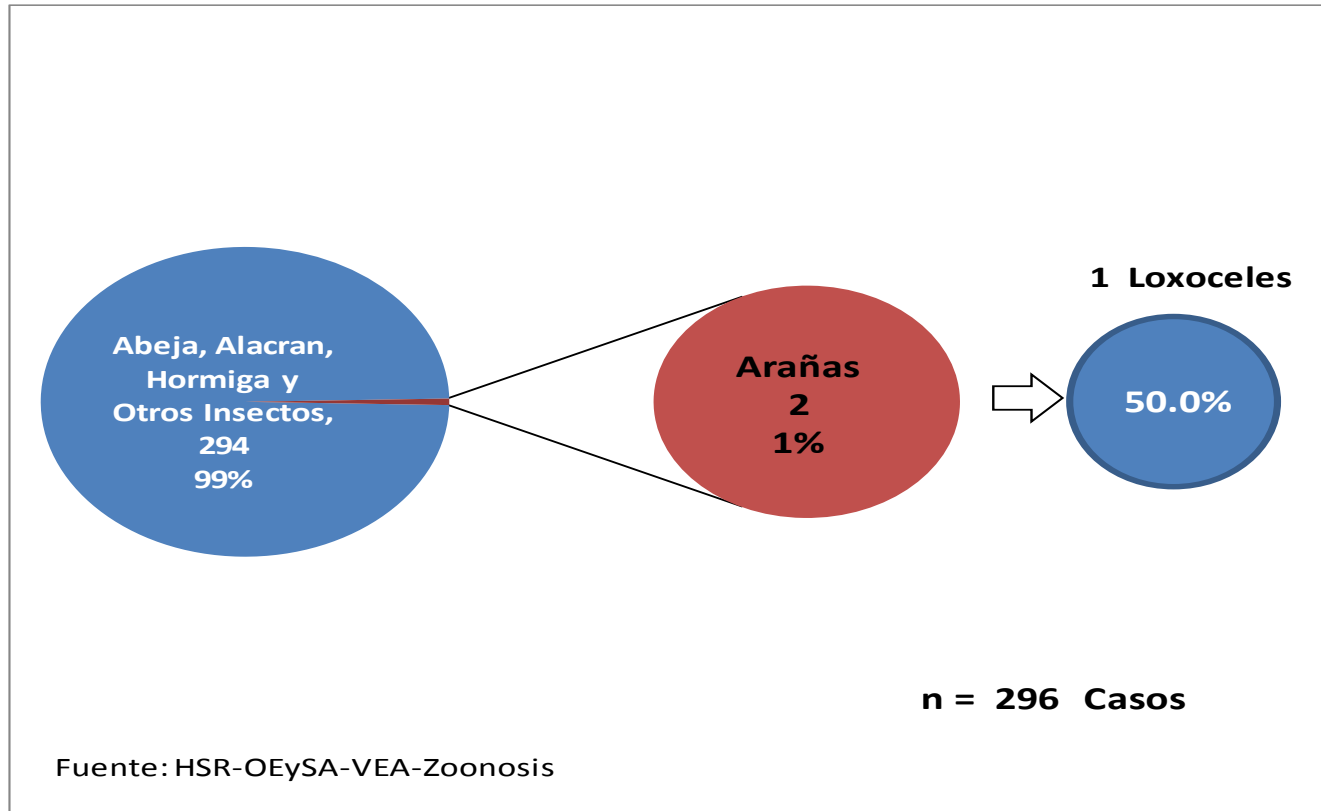 Abeja, Alacran,
Hormiga y
Otros Insectos,
294
99%
Arañas
2
1%
1 Loxoceles
50.0%
n = 296 Casos
Fuente: HSR-OEySA-VEA-Zoonosis